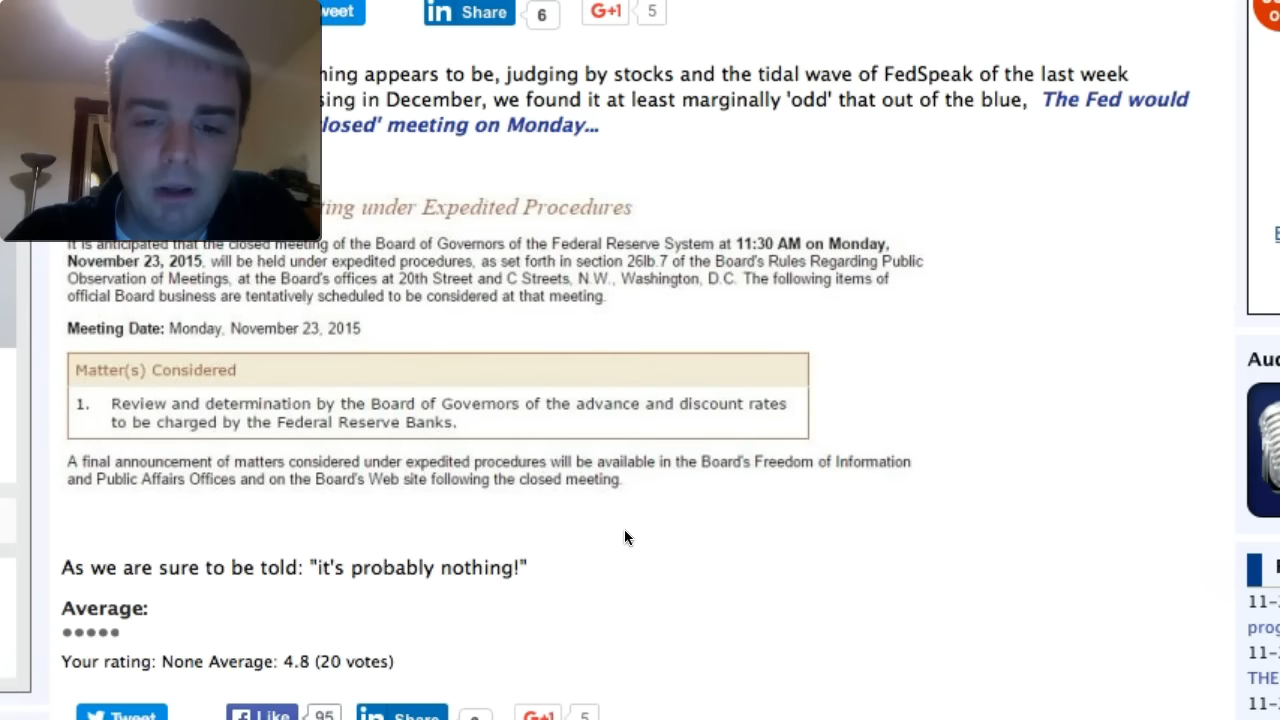 weet
in Share
6
G+1
5
hing appears to be, judging by stocks and the tidal wave of FedSpeak of the last week
sing in December, we found it at least marginally 'odd' that out of the blue, The Fed would
losed' meeting on Monday...
ting under Expedited Procedures
It is anticipated that the closed meeting of the Board of Governors of the Federal Reserve System at 11:30 AM on Monday,
November 23, 2015, will be held under expedited procedures, as set forth in section 26lb.7 of the Board's Rules Regarding Public
Observation of Meetings, at the Board's offices at 20th Street and C Streets, N.W., Washington, D.C. The following items of
official Board business are tentatively scheduled to be considered at that meeting.
Meeting Date: Monday, November 23, 2015
Matter(s) Considered
1. Review and determination by the Board of Governors of the advance and discount rates
to be charged by the Federal Reserve Banks.
A final announcement of matters considered under expedited procedures will be available in the Board's Freedom of Information
and Public Affairs Offices and on the Board's Web site following the closed meeting.
As we are sure to be told: "it's probably nothing!"
Average:
Your rating: None Average: 4.8 (20 votes)
Tweet
Like
95
in Share
G+1
5
Aud
11-
prog
11-
THE
11-